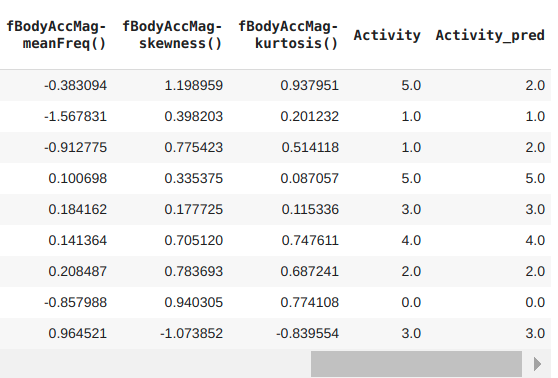 fBodyAccMag- fBodyAccMag- fBodyAccMag- Activity Activity_pred
meanFreq() skewness() kurtosis()
-0.383094 1.198959 0.937951 5.0 2.0
-1.567831 0.398203 0.201232 1.0 1.0
-0.912775 0.775423 0.514118 1.0 2.0
0.100698 0.335375 0.087057 5.0 5.0
0.184162 0.177725 0.115336 3.0 3.0
0.141364 0.705120 0.747611 4.0 4.0
0.208487 0.783693 0.687241 2.0 2.0
-0.857988 0.940305 0.774108 0.0 0.0
0.964521 -1.073852 -0.839554 3.0 3.0